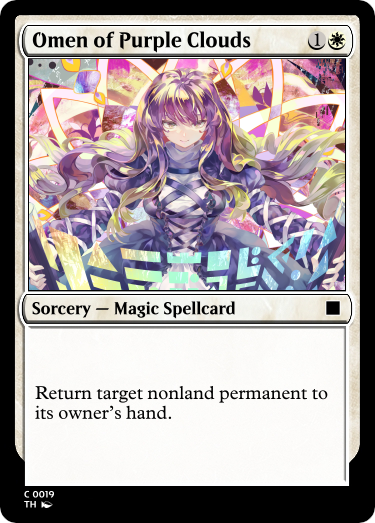 Omen of Purple Clouds 1
Sorcery — Magic Spellcard
Return target nonland permanent to
its owner's hand.
C 0019
TH